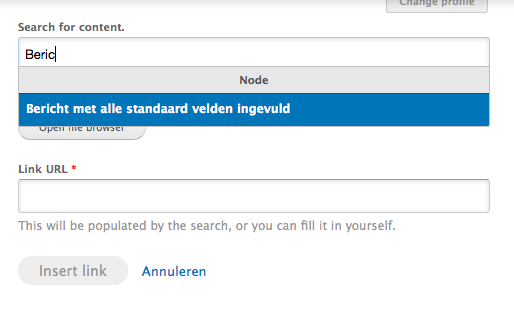 Change profile
Search for content.
Beric
Node
Bericht met alle standaard velden ingevuld
Open file browser
Link URL *
This will be populated by the search, or you can fill it in yourself.
Insert link
Annuleren